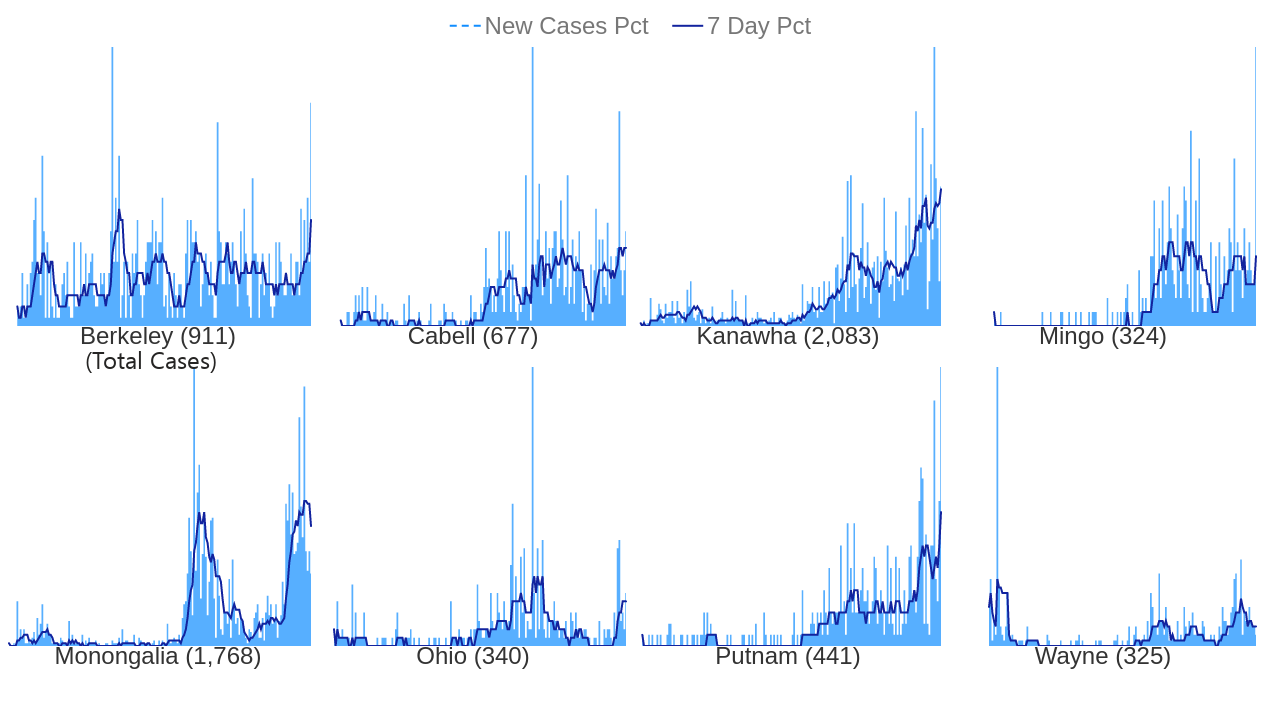 New Cases Pct 7 Day Pct
Berkeley (911) Cabell (677) Kanawha (2,083) Mingo (324)
(Total Cases)
Monongalia (1,768) Ohio (340) Putnam (441) Wayne (325)